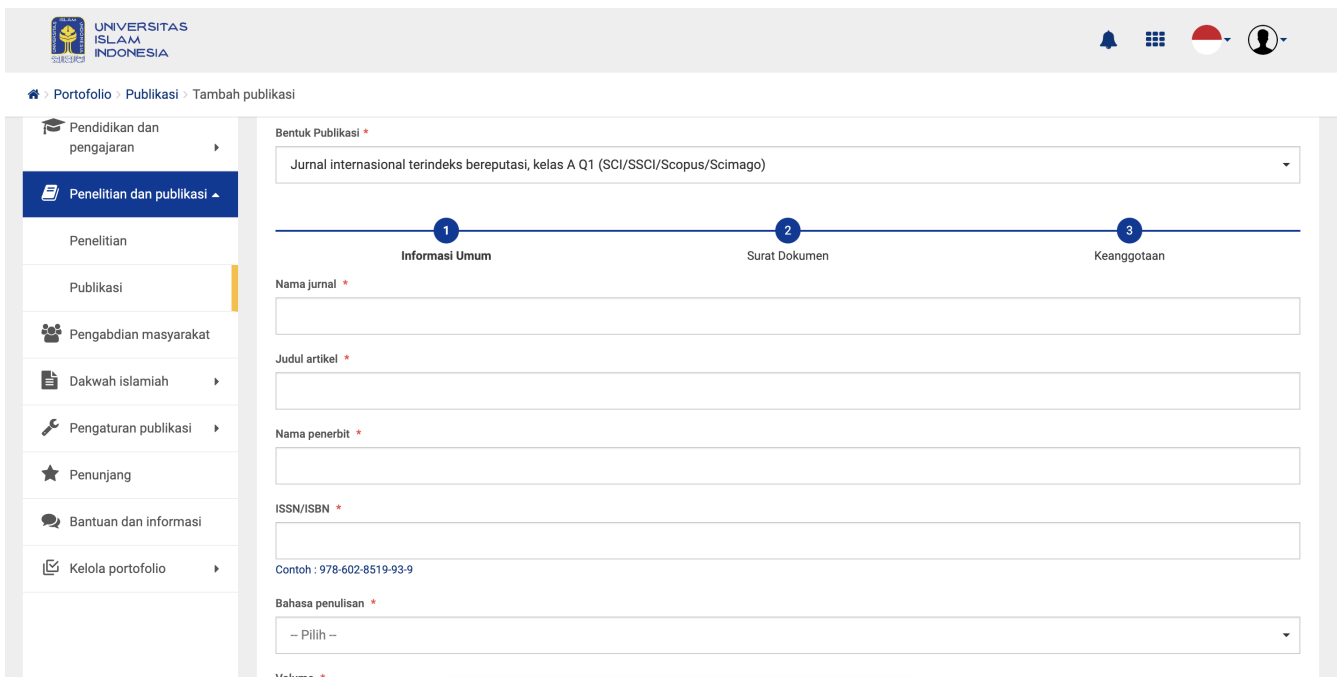 UNIVERSITAS
ISLAM
INDONESIA
> Portofolio > Publikasi > Tambah publikasi
Pendidikan dan
pengajaran
Penelitian dan publikasi
Penelitian
Publikasi
Pengabdian masyarakat
Dakwah islamiah
Pengaturan publikasi
Penunjang
Bantuan dan informasi
Kelola portofolio
Bentuk Publikasi *
Jurnal internasional terindeks bereputasi, kelas A Q1 (SCI/SSCI/Scopus/Scimago)
1 2 3
Informasi Umum Surat Dokumen Keanggotaan
Nama jurnal *
Judul artikel *
Nama penerbit *
ISSN/ISBN *
Contoh : 978-602-8519-93-9
Bahasa penulisan *
-- Pilih --
Volume *